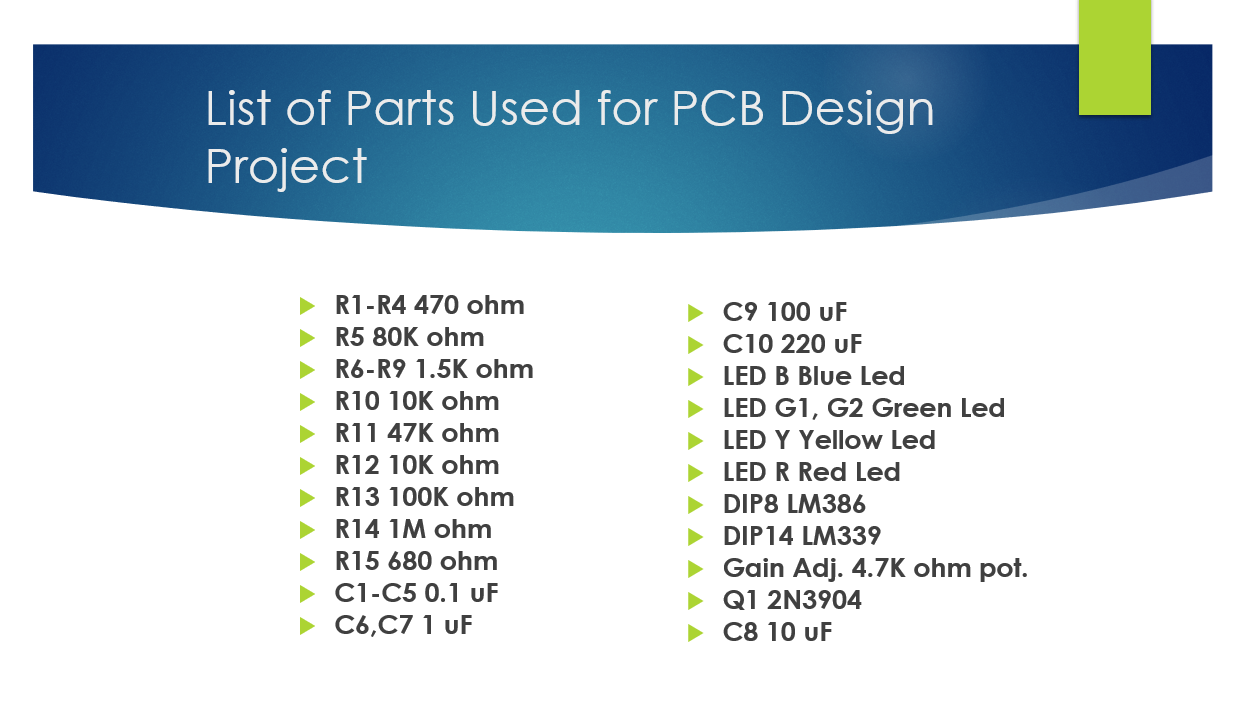 List of Parts Used for PCB Design
Project
R1-R4 470 ohm
R5 80K ohm
R6-R9 1.5K ohm
R10 10K ohm
R11 47K ohm
R12 10K ohm
R13 100K ohm
R14 1M ohm
R15 680 ohm
C1-C5 0.1 uF
C6,C7 1 uF
C9 100 uF
C10 220 uF
LED B Blue Led
LED G1, G2 Green Led
LED Y Yellow Led
LED R Red Led
DIP8 LM386
DIP14 LM339
Gain Adj. 4.7K ohm pot.
Q1 2N3904
C8 10 uF